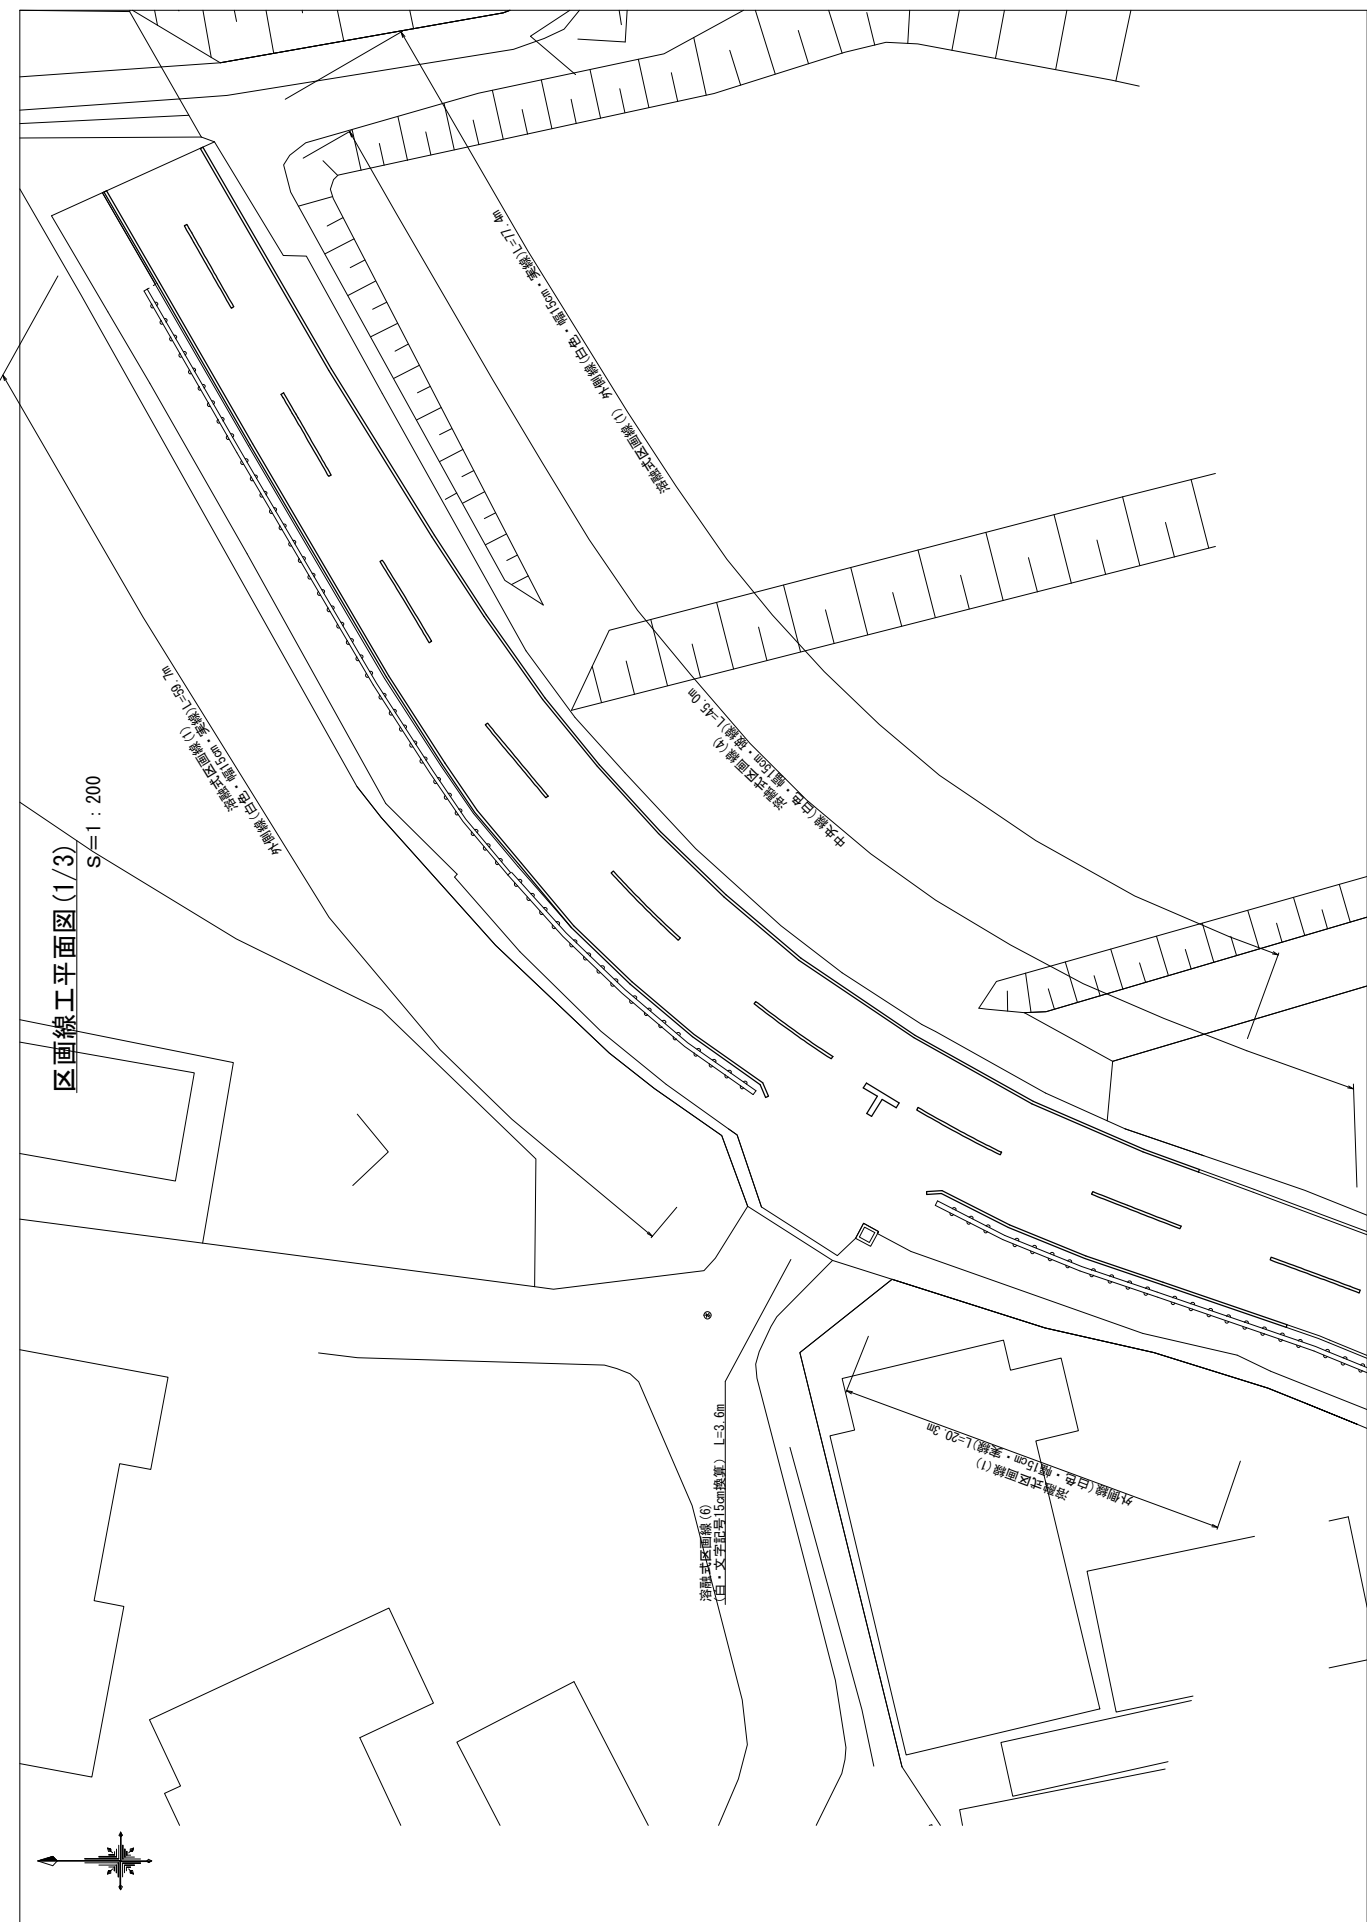 区画線工平面図(1/3)
S=1:200
溶融式区画線(1) 外側線(白色・幅15cm・実線)L=77.4m
溶融式区画線(4)
中央線(白色・幅15cm・破線)L=45.0m
溶融式区画線(1)
外側線(白色・幅15cm・実線)L=59.7m
溶融式区画線(6)
(白・文字記号15cm換算) L=3.6m
溶融式区画線(1)
外側線(白色・幅15cm・実線)L=20.3m